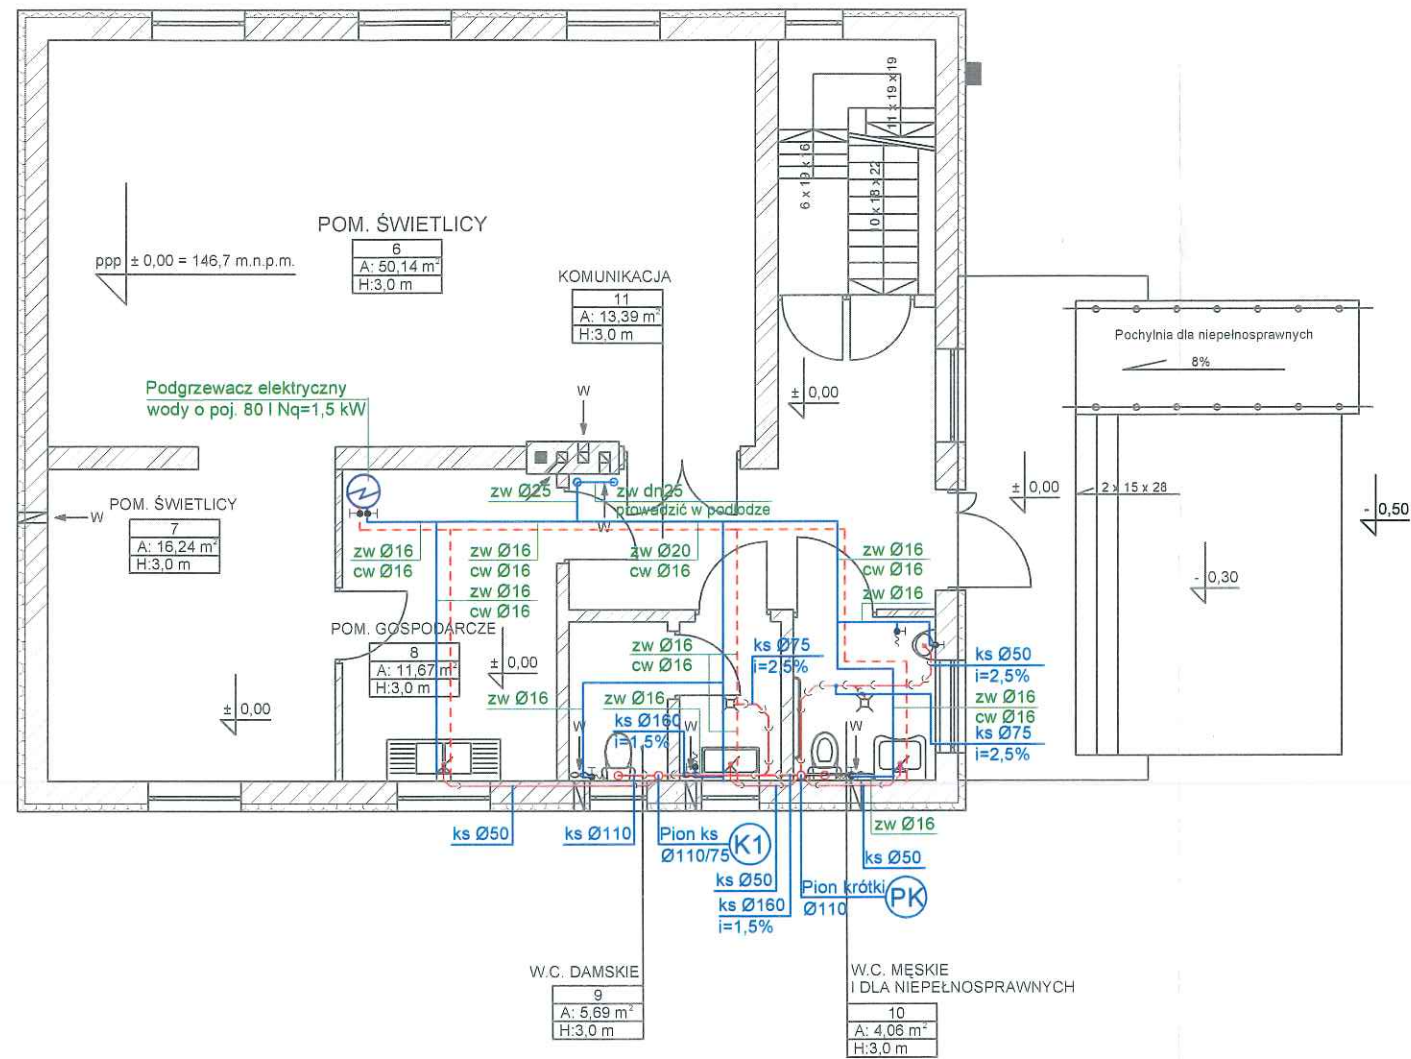 11 x 19 x 19
6 x 19 x 16
10 x 18 x 22
POM. ŚWIETLICY
6
A: 50,14 m²
H:3,0 m
ppp ± 0,00 = 146,7 m.n.p.m.
KOMUNIKACJA
11
A: 13,39 m²
H:3,0 m
Pochylnia dla niepełnosprawnych
8%
Podgrzewacz elektryczny
wody o poj. 80 l Nq=1,5 kW
W
± 0,00
POM. ŚWIETLICY
7
A: 16,24 m²
H:3,0 m
W
zw Ø25
zw dn25
prowadzić w podłodze
W
± 0,00
2 x 15 x 28
- 0,50
- 0,30
zw Ø16
cw Ø16
zw Ø16
cw Ø16
zw Ø16
cw Ø16
zw Ø20
cw Ø16
zw Ø16
cw Ø16
zw Ø16
POM. GOSPODARCZE
8
A: 11,67 m²
H:3,0 m
± 0,00
± 0,00
zw Ø16
cw Ø16
ks Ø75
i=2,5%
ks Ø50
i=2,5%
zw Ø16
cw Ø16
ks Ø75
i=2,5%
zw Ø16
zw Ø16
ks Ø160
i=1,5%
W
W
W
zw Ø16
ks Ø50
ks Ø110
Pion ks
Ø110/75
K1
ks Ø50
ks Ø50
ks Ø160
i=1,5%
Pion krótki
Ø110
PK
W.C. DAMSKIE
9
A: 5,69 m²
H:3,0 m
W.C. MĘSKIE
I DLA NIEPEŁNOSPRAWNYCH
10
A: 4,06 m²
H:3,0 m